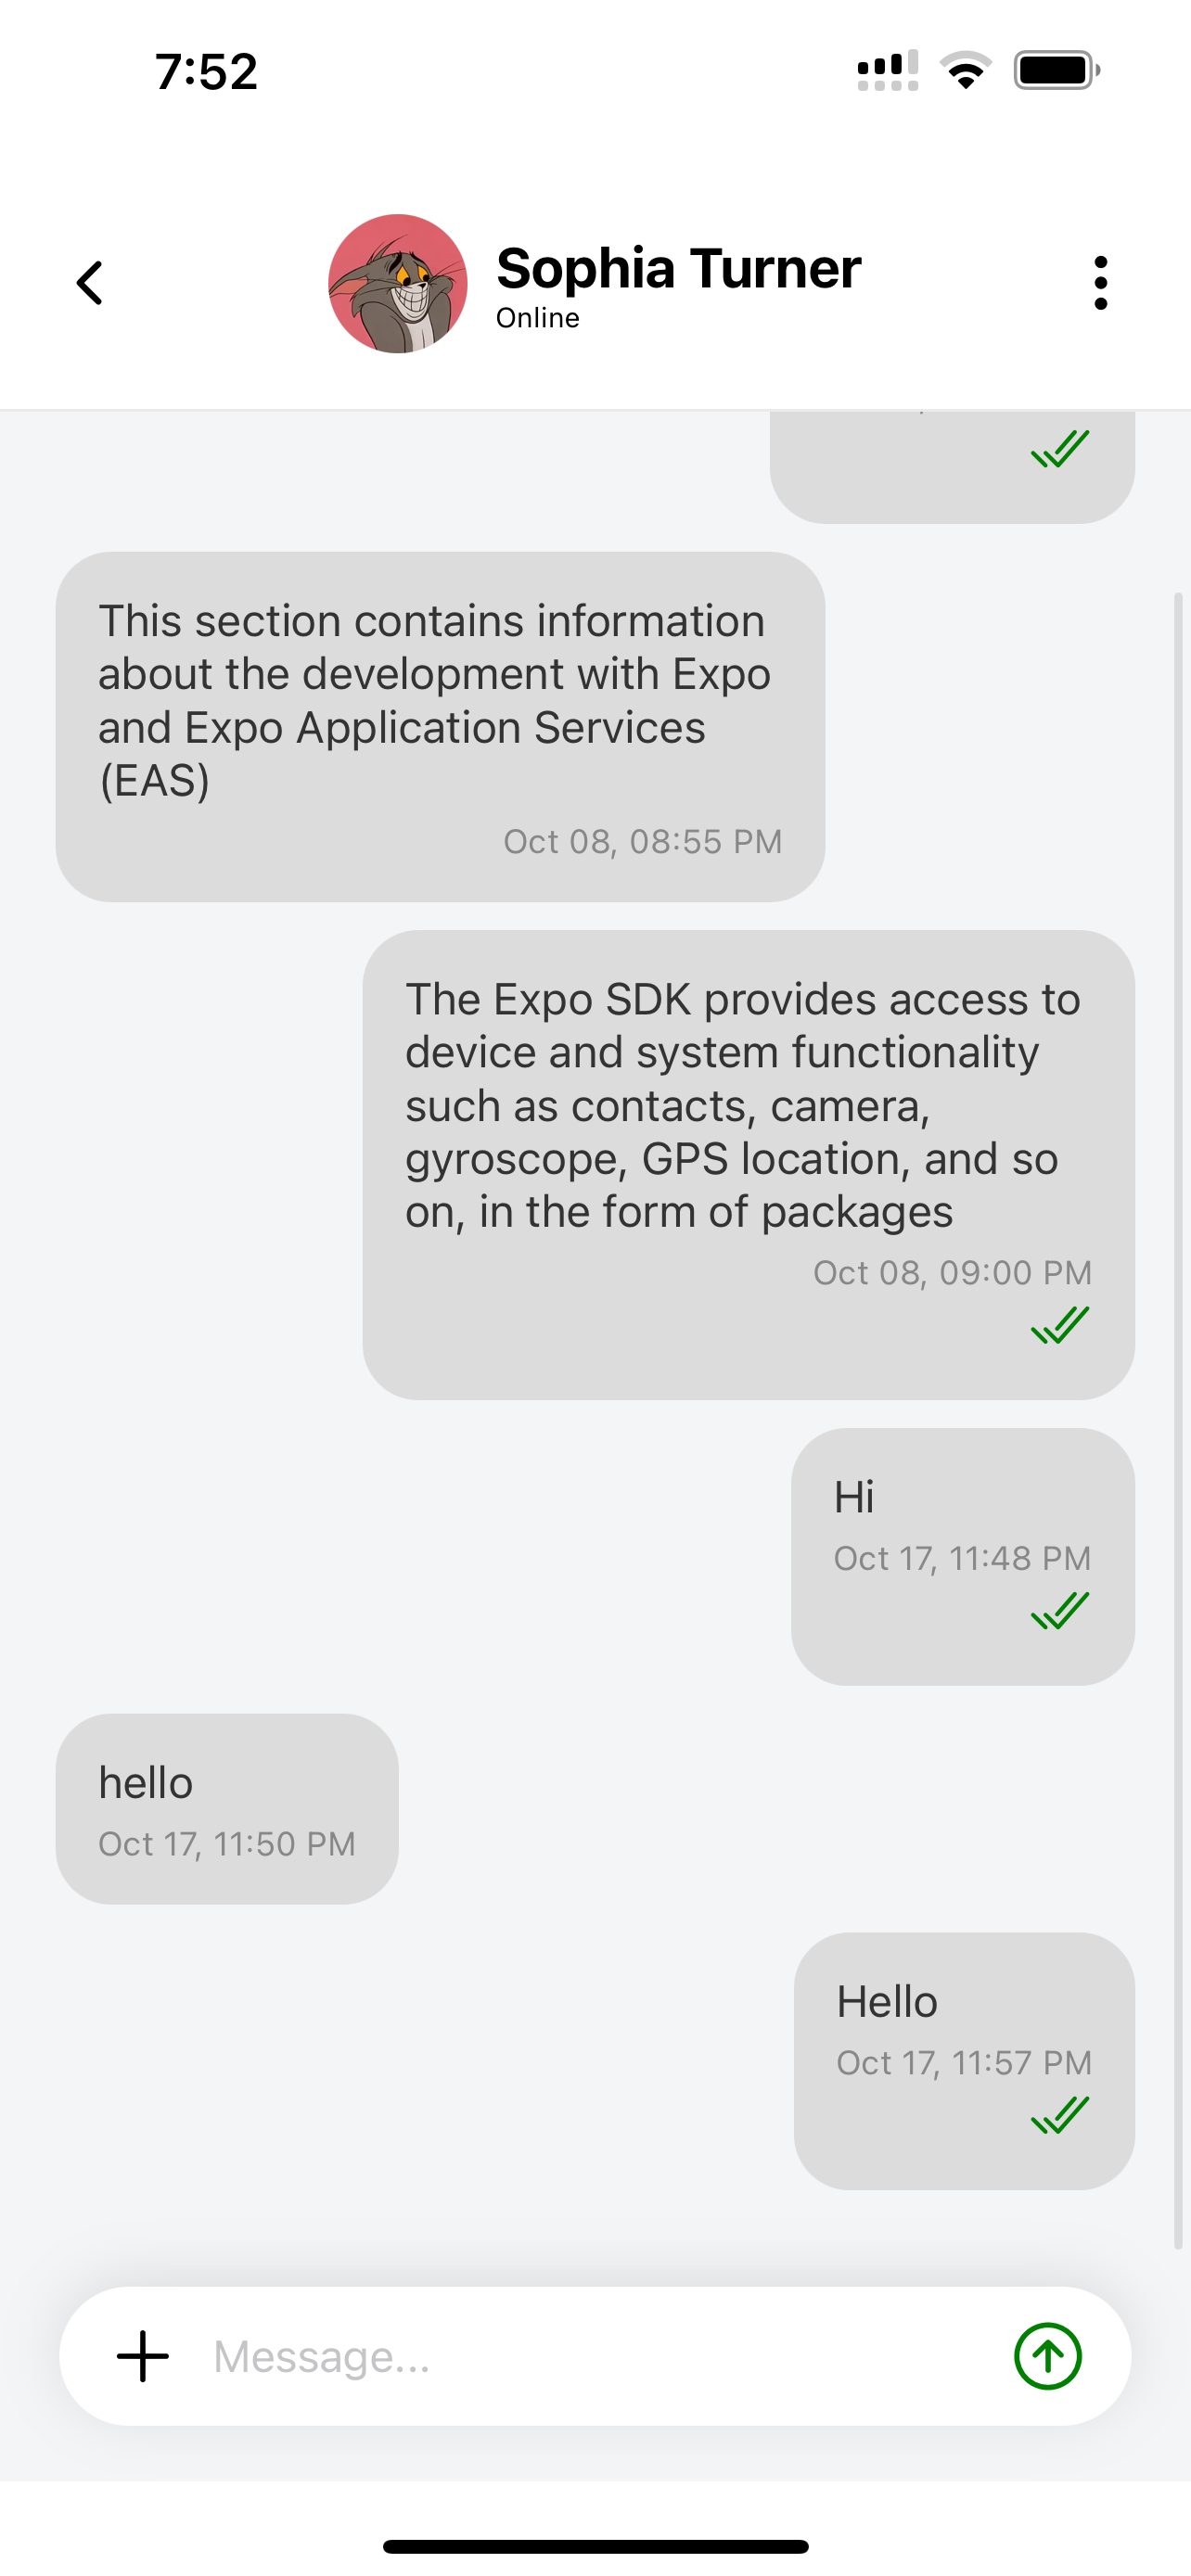 7:52
Sophia Turner
Online
This section contains information
about the development with Expo
and Expo Application Services
(EAS)
Oct 08, 08:55 PM
The Expo SDK provides access to
device and system functionality
such as contacts, camera,
gyroscope, GPS location, and so
on, in the form of packages
Oct 08, 09:00 PM
Hi
Oct 17, 11:48 PM
hello
Oct 17, 11:50 PM
Hello
Oct 17, 11:57 PM
Message...